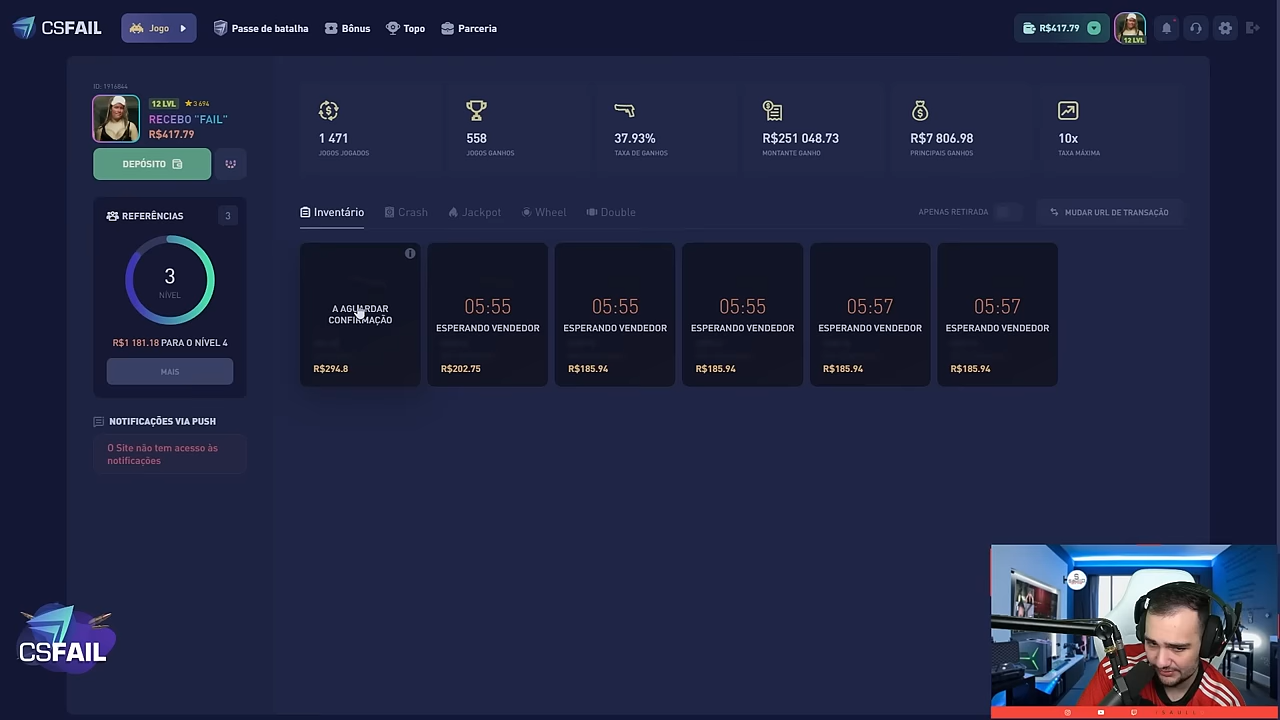 CSFAIL
Jogo
Passe de batalha
Bônus
Topo
Parceria
R$417.79
12 LVL
ID: 1916844
12 LVL
3 694
RECEBO "FAIL"
R$417.79
DEPÓSITO
REFERÊNCIAS
3
3
NÍVEL
R$1 181.18 PARA O NÍVEL 4
MAIS
NOTIFICAÇÕES VIA PUSH
O Site não tem acesso às
notificações
1 471
JOGOS JOGADOS
558
JOGOS GANHOS
37.93%
TAXA DE GANHOS
R$251 048.73
MONTANTE GANHO
R$7 806.98
PRINCIPAIS GANHOS
10x
TAXA MÁXIMA
Inventário
Crash
Jackpot
Wheel
Double
APENAS RETIRADA
MUDAR URL DE TRANSAÇÃO
A AGUARDAR
CONFIRMAÇÃO
R$294.8
05:55
ESPERANDO VENDEDOR
R$202.75
05:55
ESPERANDO VENDEDOR
R$185.94
05:55
ESPERANDO VENDEDOR
R$185.94
05:57
ESPERANDO VENDEDOR
R$185.94
05:57
ESPERANDO VENDEDOR
R$185.94
CSFAIL